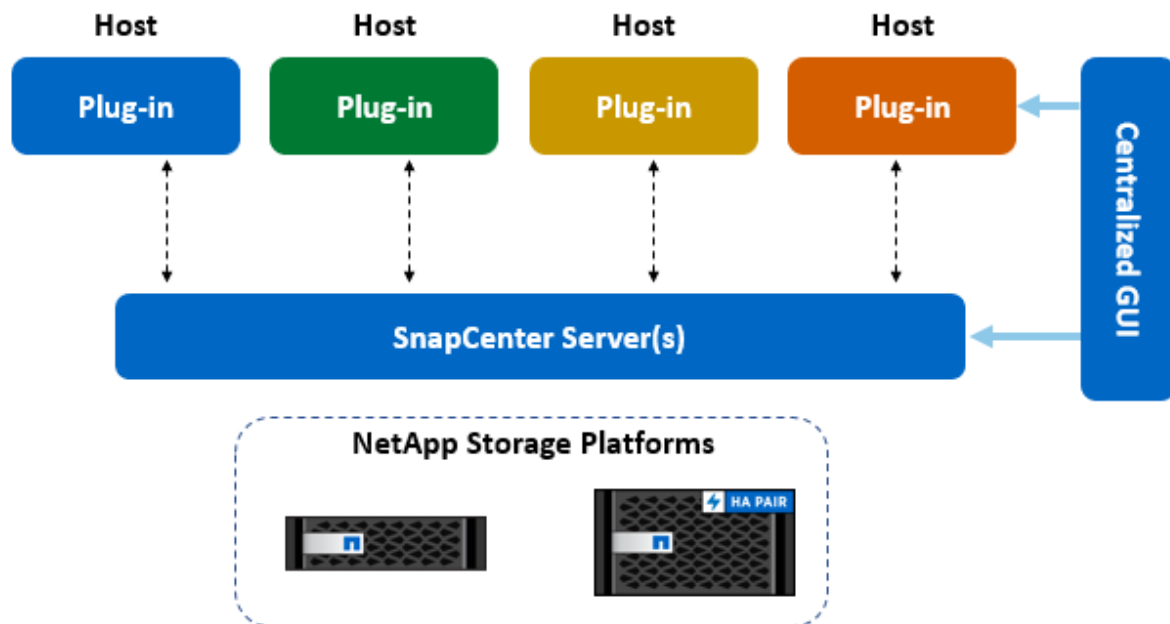 Host
Host
Host
Host
Plug-in
Plug-in
Plug-in
Plug-in
Centralized GUI
SnapCenter Server(s)
NetApp Storage Platforms
HA PAIR